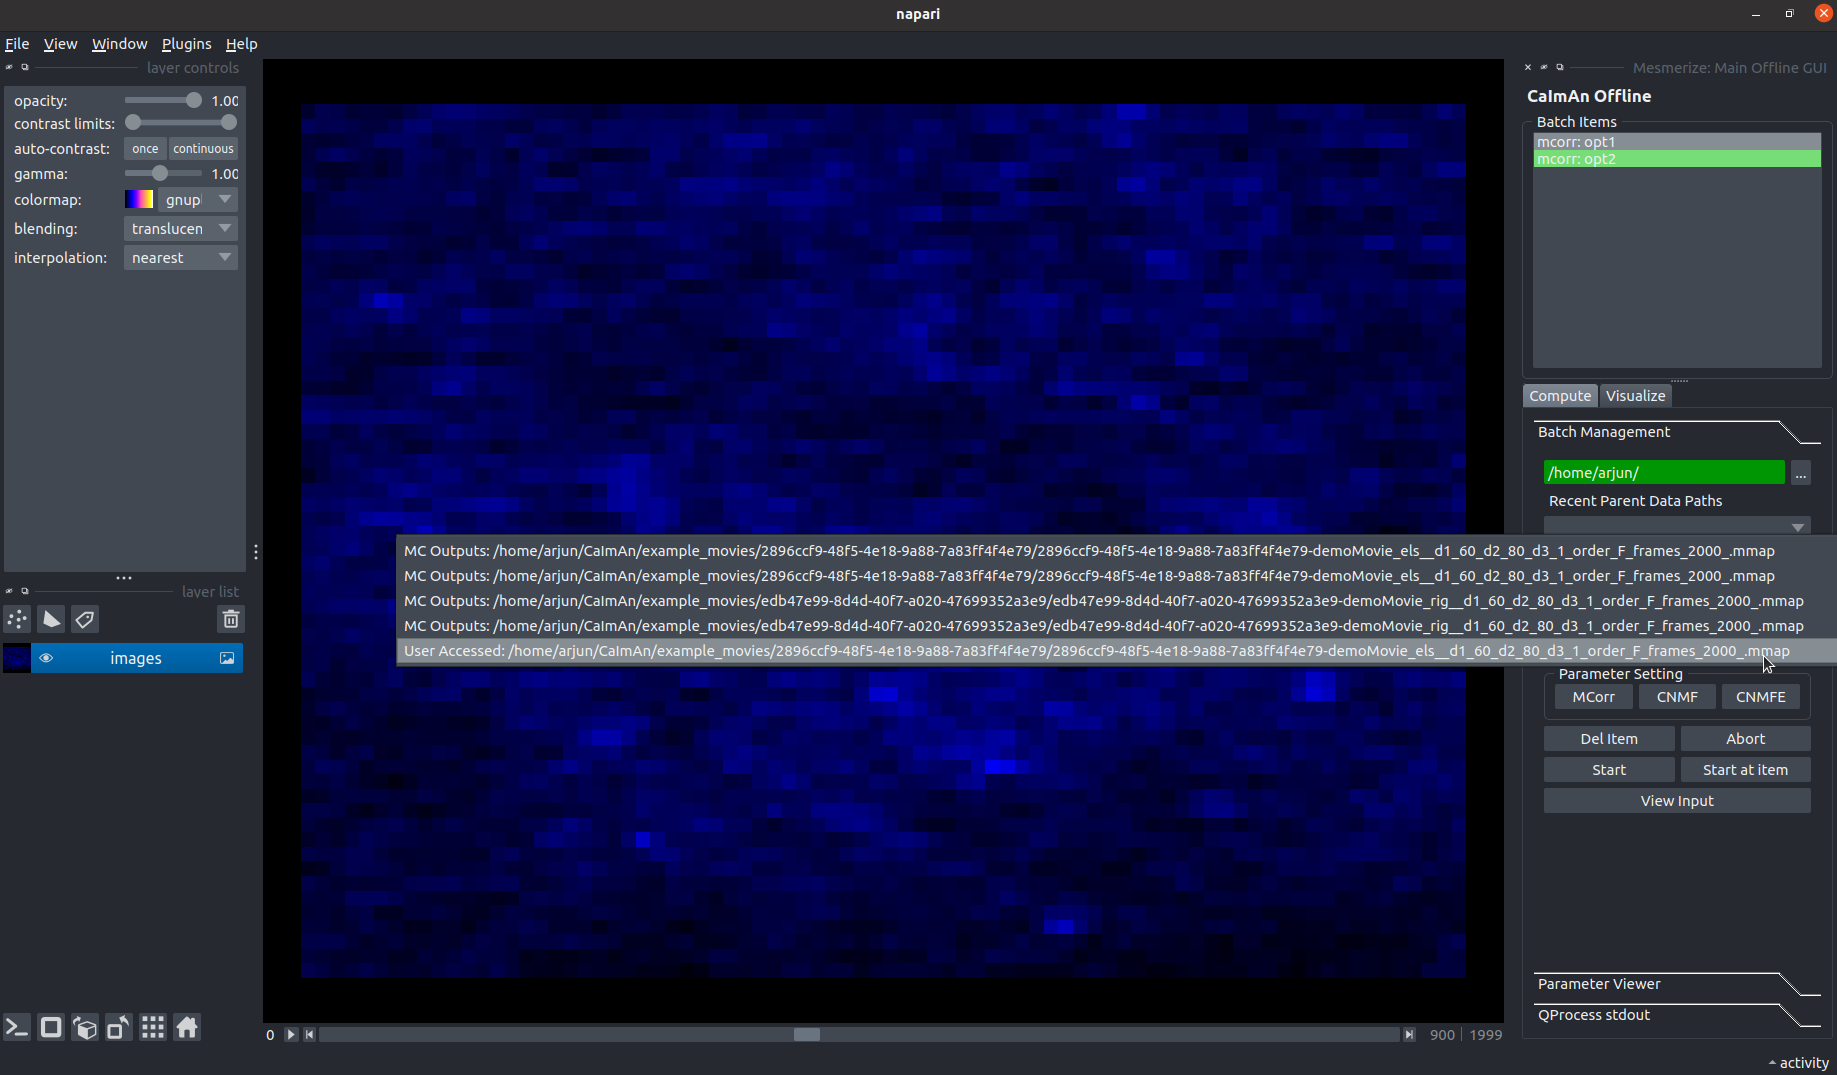 napari
File View Window Plugins Help
layer controls
opacity: 1.00
contrast limits:
auto-contrast: once continuous
gamma: 1.00
colormap: gnupl
blending: translucen
interpolation: nearest
layer list
images
0 900 1999
Mesmerize: Main Offline GUI
CaImAn Offline
Batch Items
mcorr: opt1
mcorr: opt2
Compute Visualize
Batch Management
/home/arjun/ ...
Recent Parent Data Paths
MC Outputs: /home/arjun/CaImAn/example_movies/2896ccf9-48f5-4e18-9a88-7a83ff4f4e79/2896ccf9-48f5-4e18-9a88-7a83ff4f4e79-demoMovie_els__d1_60_d2_80_d3_1_order_F_frames_2000_.mmap
MC Outputs: /home/arjun/CaImAn/example_movies/2896ccf9-48f5-4e18-9a88-7a83ff4f4e79/2896ccf9-48f5-4e18-9a88-7a83ff4f4e79-demoMovie_els__d1_60_d2_80_d3_1_order_F_frames_2000_.mmap
MC Outputs: /home/arjun/CaImAn/example_movies/edb47e99-8d4d-40f7-a020-47699352a3e9/edb47e99-8d4d-40f7-a020-47699352a3e9-demoMovie_rig__d1_60_d2_80_d3_1_order_F_frames_2000_.mmap
MC Outputs: /home/arjun/CaImAn/example_movies/edb47e99-8d4d-40f7-a020-47699352a3e9/edb47e99-8d4d-40f7-a020-47699352a3e9-demoMovie_rig__d1_60_d2_80_d3_1_order_F_frames_2000_.mmap
User Accessed: /home/arjun/CaImAn/example_movies/2896ccf9-48f5-4e18-9a88-7a83ff4f4e79/2896ccf9-48f5-4e18-9a88-7a83ff4f4e79-demoMovie_els__d1_60_d2_80_d3_1_order_F_frames_2000_.mmap
Parameter Setting
MCorr CNMF CNMFE
Del Item Abort
Start Start at item
View Input
Parameter Viewer
QProcess stdout
activity